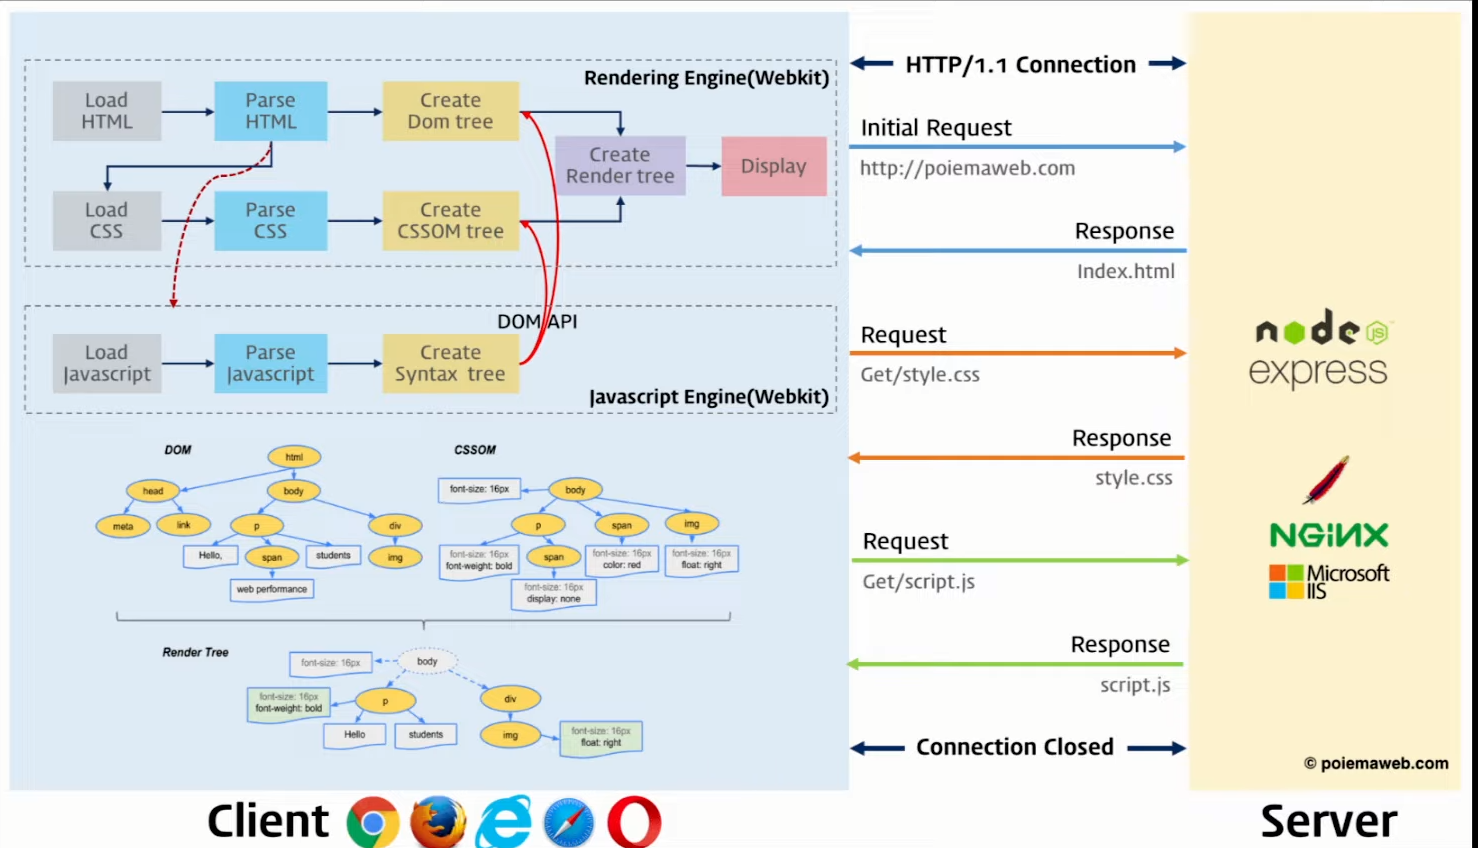 Rendering Engine(Webkit)
Load
HTML
Parse
HTML
Create
Dom tree
Create
Render tree
Display
Load
CSS
Parse
CSS
Create
CSSOM tree
DOM API
Load
Javascript
Parse
Javascript
Create
Syntax tree
Javascript Engine(Webkit)
DOM
html
head
body
meta
link
p
div
Hello,
span
students
img
web performance
CSSOM
font-size: 16px
body
p
span
img
font-size: 16px
font-weight: bold
span
font-size: 16px
color: red
font-size: 16px
float: right
font-size: 16px
display: none
Render Tree
font-size: 16px
body
font-size: 16px
font-weight: bold
p
div
Hello
students
img
font-size: 16px
float: right
HTTP/1.1 Connection
Initial Request
http://poiemaweb.com
Response
Index.html
Request
Get/style.css
Response
style.css
Request
Get/script.js
Response
script.js
Connection Closed
node JS
express
NGiNX
Microsoft
IIS
© poiemaweb.com
Client
Server